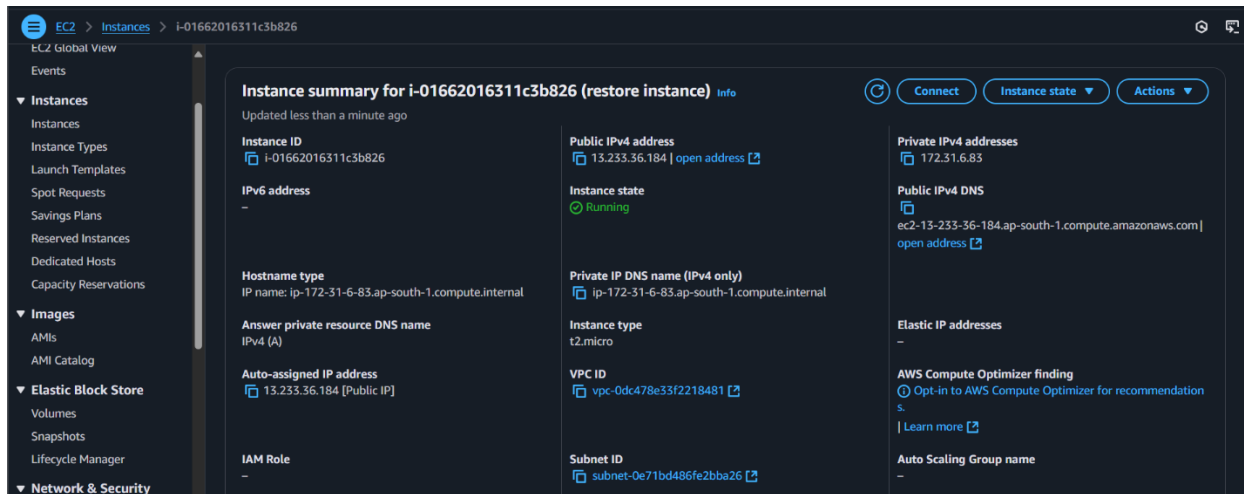 EC2 > Instances > i-01662016311c3b826
EC2 Global View
Events
Instances
Instances
Instance Types
Launch Templates
Spot Requests
Savings Plans
Reserved Instances
Dedicated Hosts
Capacity Reservations
Images
AMIs
AMI Catalog
Elastic Block Store
Volumes
Snapshots
Lifecycle Manager
Network & Security
Instance summary for i-01662016311c3b826 (restore instance) Info
Connect
Instance state
Actions
Updated less than a minute ago
Instance ID
i-01662016311c3b826
Public IPv4 address
13.233.36.184 | open address
Private IPv4 addresses
172.31.6.83
IPv6 address
–
Instance state
Running
Public IPv4 DNS
ec2-13-233-36-184.ap-south-1.compute.amazonaws.com |
open address
Hostname type
IP name: ip-172-31-6-83.ap-south-1.compute.internal
Private IP DNS name (IPv4 only)
ip-172-31-6-83.ap-south-1.compute.internal
Answer private resource DNS name
IPv4 (A)
Instance type
t2.micro
Elastic IP addresses
–
Auto-assigned IP address
13.233.36.184 [Public IP]
VPC ID
vpc-0dc478e33f2218481
AWS Compute Optimizer finding
Opt-in to AWS Compute Optimizer for recommendation
s.
| Learn more
IAM Role
–
Subnet ID
subnet-0e71bd486fe2bba26
Auto Scaling Group name
–